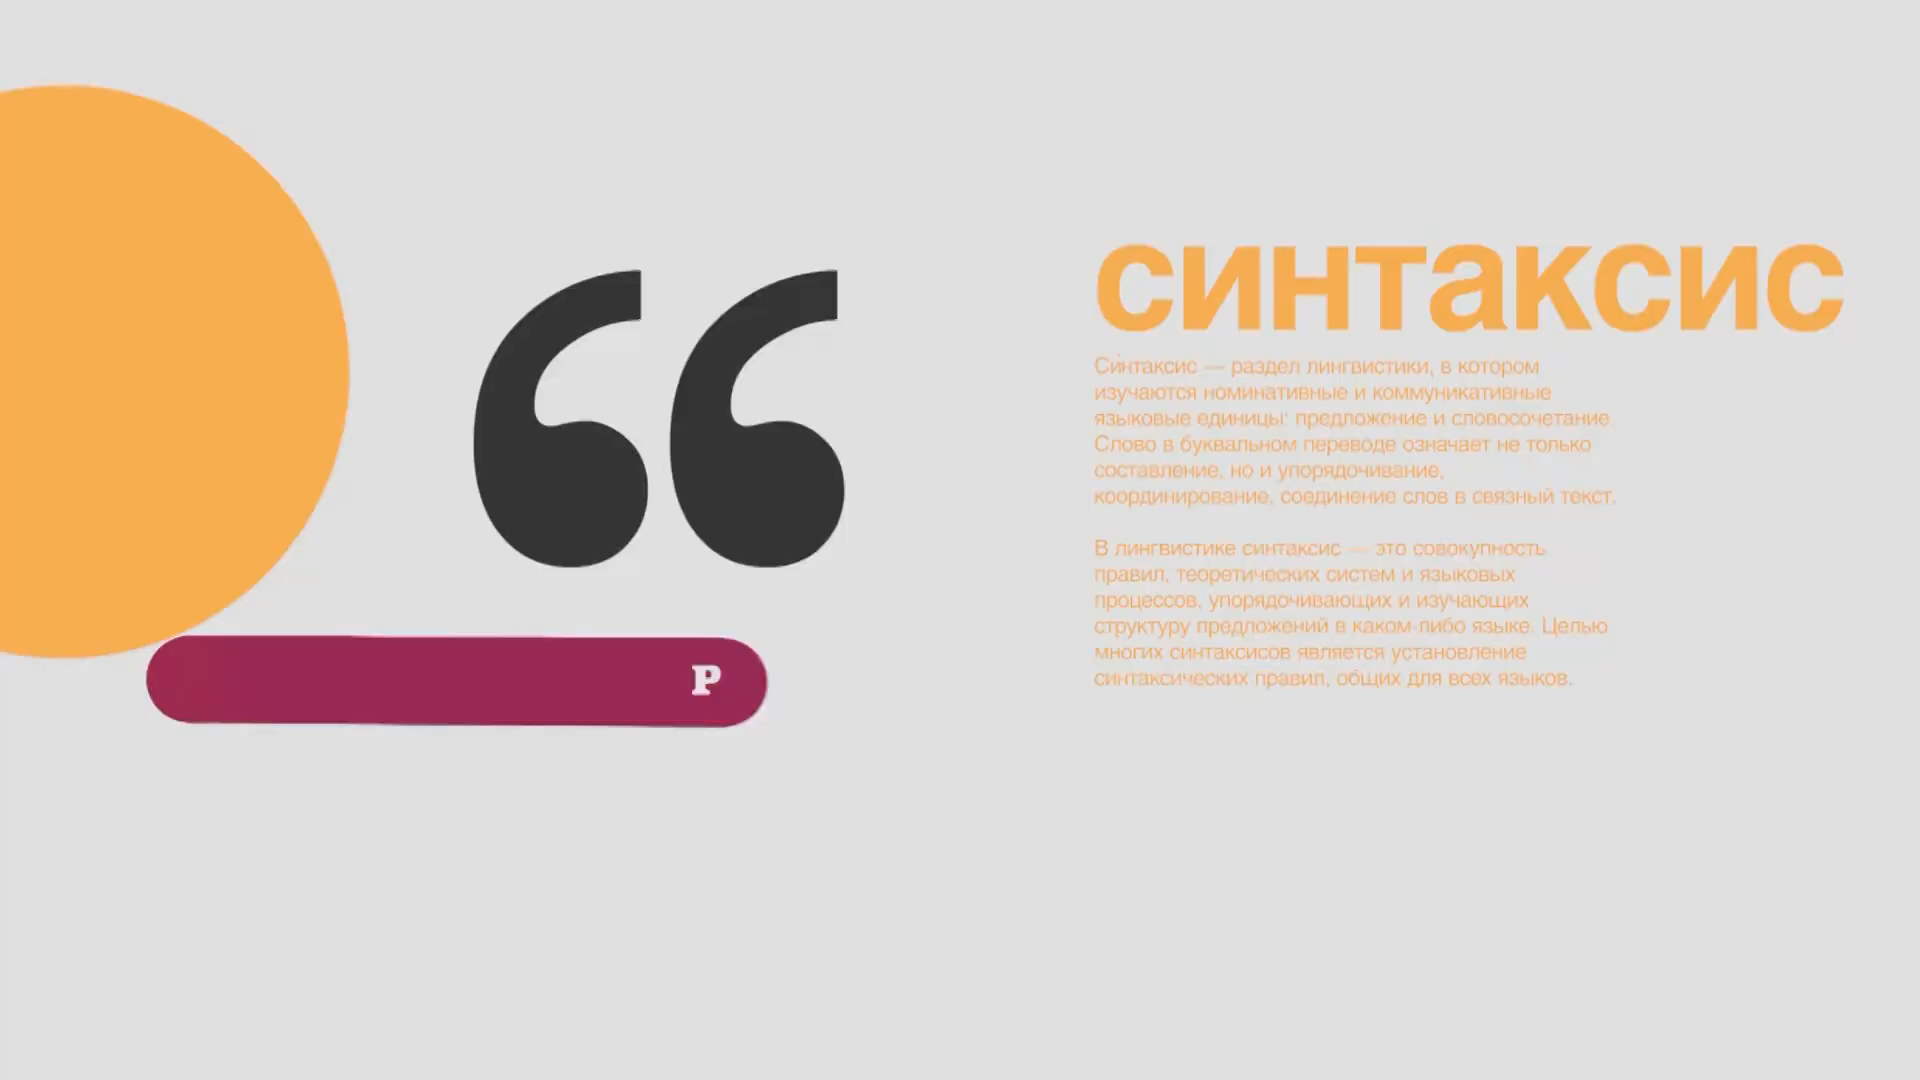 “
P
синтаксис
Си́нтаксис — раздел лингвистики, в котором
изучаются номинативные и коммуникативные
языковые единицы: предложение и словосочетание
Слово в буквальном переводе означает не только
составление, но и упорядочивание,
координирование, соединение слов в связный текст.
В лингвистике синтаксис — это совокупность
правил, теоретических систем и языковых
процессов, упорядочивающих и изучающих
структуру предложений в каком-либо языке. Целью
многих синтаксисов является установление
синтаксических правил, общих для всех языков.